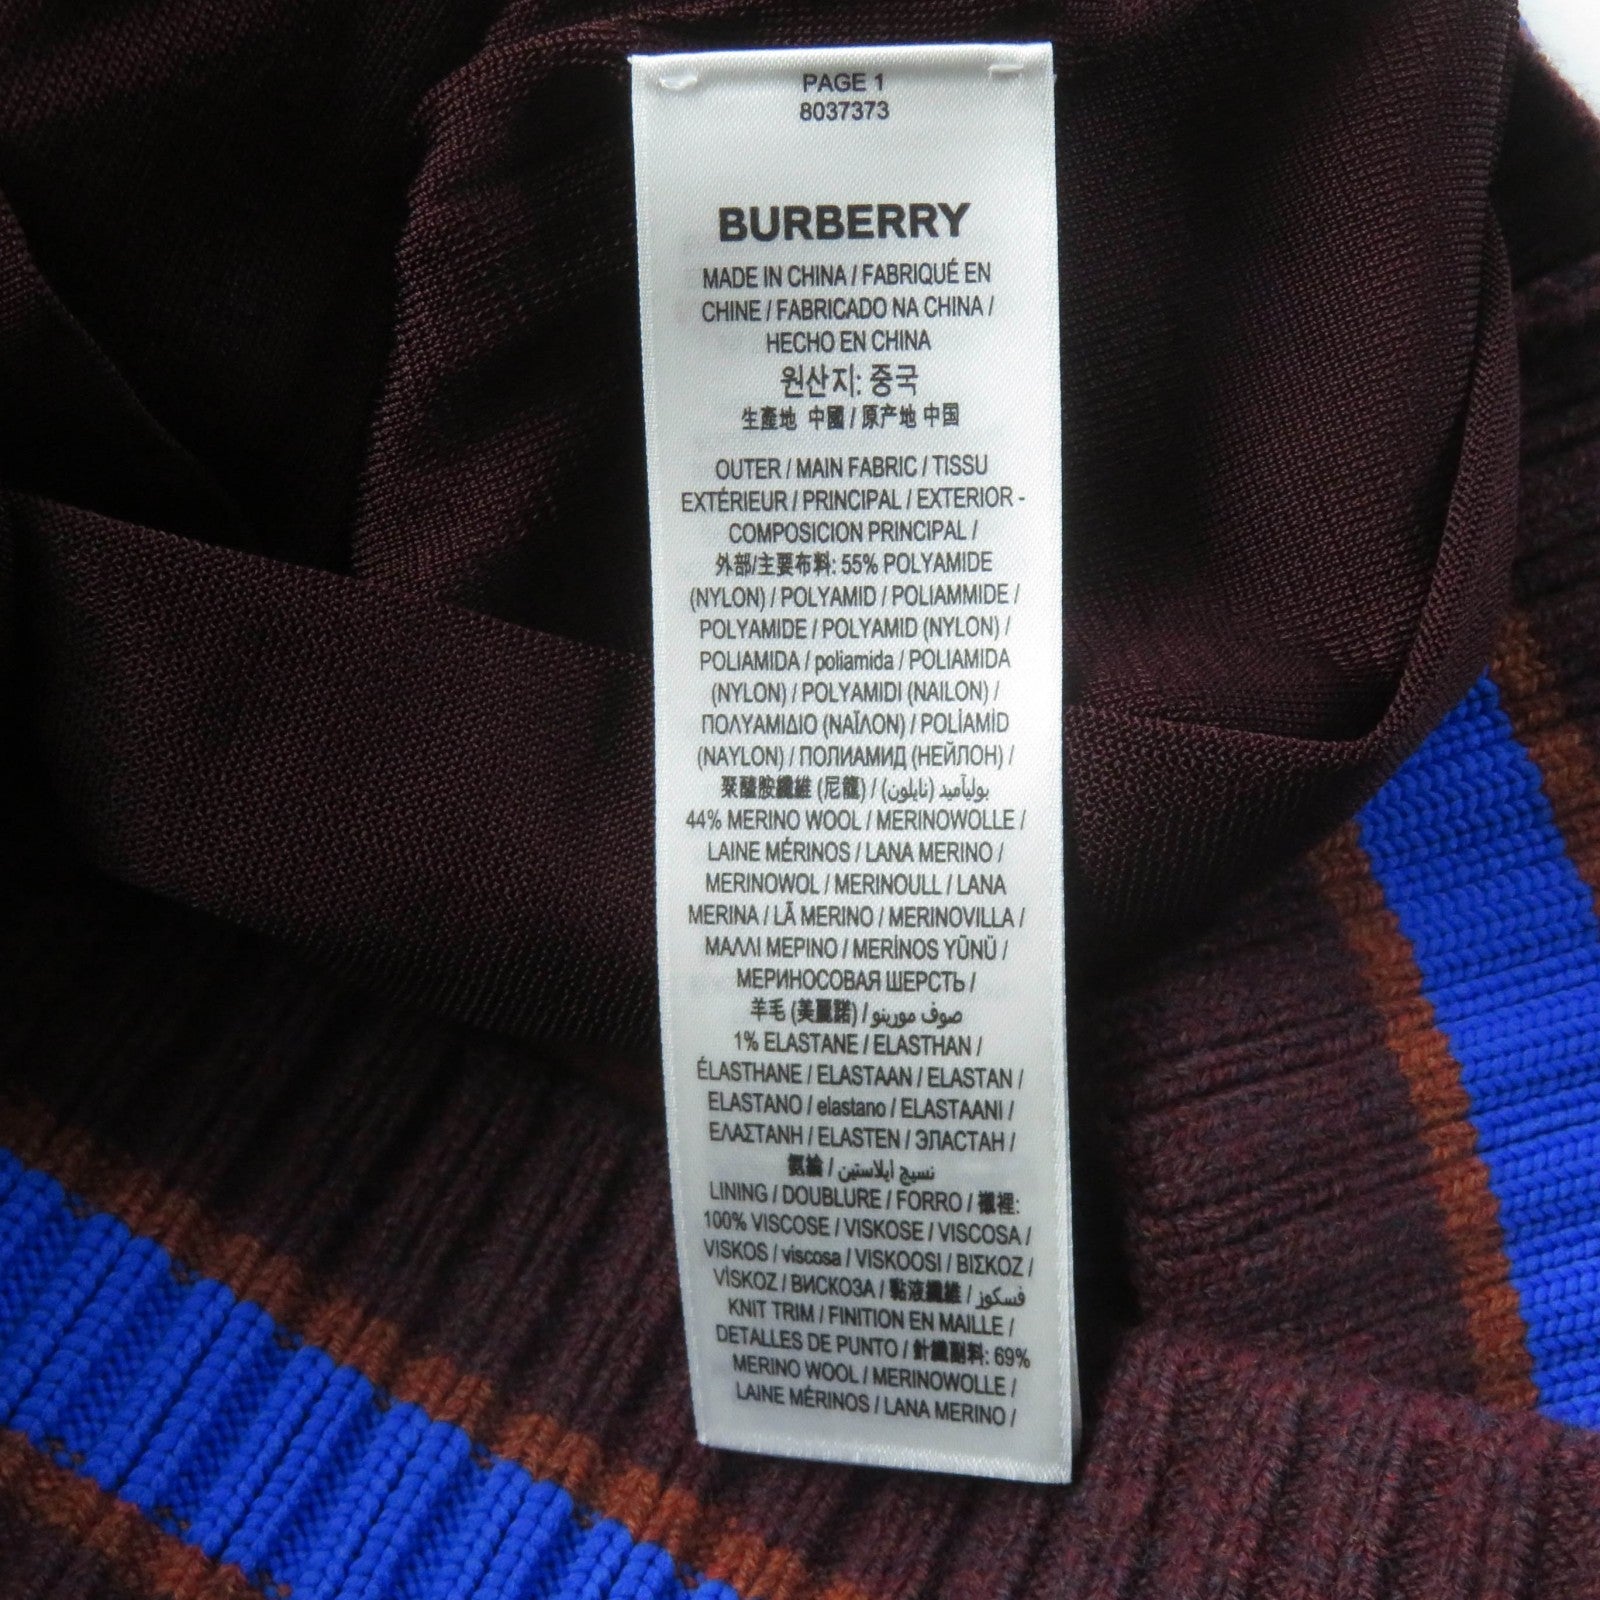 PAGE 1
8037373
BURBERRY
MADE IN CHINA / FABRIQUÉ EN
CHINE / FABRICADO NA CHINA /
HECHO EN CHINA
원산지: 중국
生產地 中國 / 原产地 中国
OUTER / MAIN FABRIC / TISSU
EXTÉRIEUR / PRINCIPAL / EXTERIOR -
COMPOSICION PRINCIPAL /
外部/主要布料: 55% POLYAMIDE
(NYLON) / POLYAMID / POLIAMMIDE /
POLYAMIDE / POLYAMID (NYLON) /
POLIAMIDA / poliamida / POLIAMIDA
(NYLON) / POLYAMIDI (NAILON) /
ΠΟΛΥΑΜΙΔΙΟ (ΝΑΪΛΟΝ) / POLİAMİD
(NAYLON) / ПОЛИАМИД (НЕЙЛОН) /
聚醯胺纖維 (尼龍) / بوليآميد (نايلون)
44% MERINO WOOL / MERINOWOLLE /
LAINE MÉRINOS / LANA MERINO /
MERINOWOL / MERINOULL / LANA
MERINA / LÃ MERINO / MERINOVILLA /
ΜΑΛΛΙ ΜΕΡΙΝΟ / MERİNOS YÜNÜ /
МЕРИНОСОВАЯ ШЕРСТЬ /
羊毛 (美麗諾) / صوف مورينو
1% ELASTANE / ELASTHAN /
ÉLASTHANE / ELASTAAN / ELASTAN /
ELASTANO / elastano / ELASTAANI /
ΕΛΑΣΤΑΝΗ / ELASTEN / ЭЛАСТАН /
氨綸 / نسيج إيلاستين
LINING / DOUBLURE / FORRO / 襯裡:
100% VISCOSE / VISKOSE / VISCOSA /
VISKOS / viscosa / VISKOOSI / ΒΙΣΚΟΖ /
VİSKOZ / ВИСКОЗА / 黏液纖維 / فسكوز
KNIT TRIM / FINITION EN MAILLE /
DETALLES DE PUNTO / 針織副料: 69%
MERINO WOOL / MERINOWOLLE /
LAINE MÉRINOS / LANA MERINO /